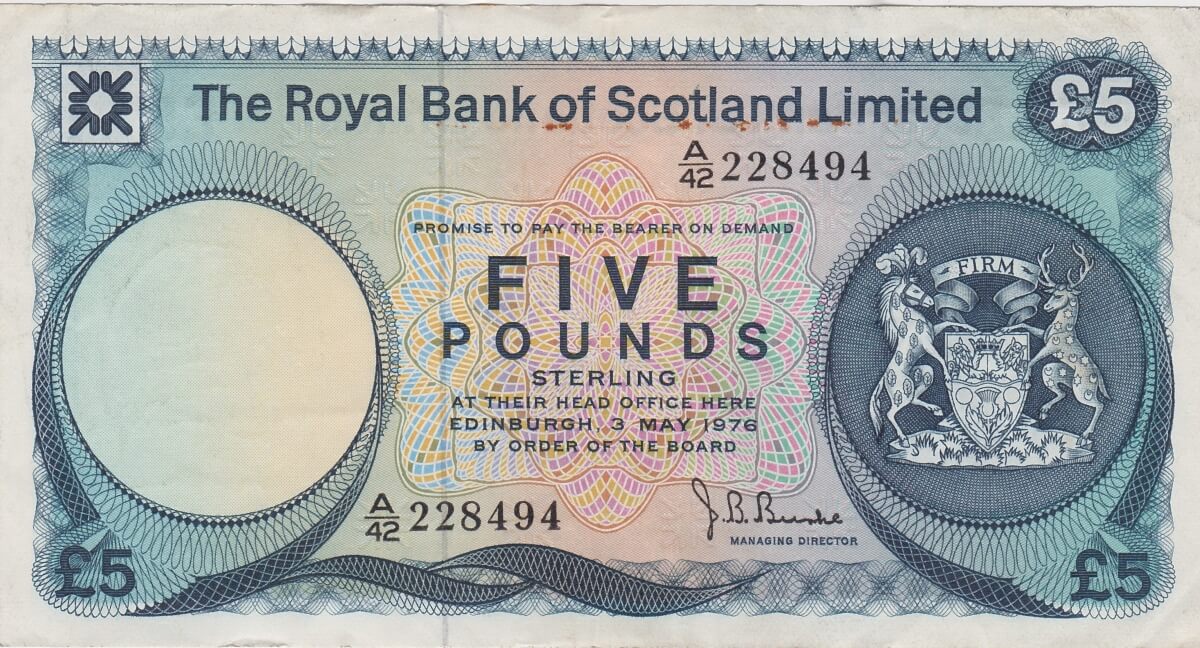 The Royal Bank of Scotland Limited
£5
A/42 228494
PROMISE TO PAY THE BEARER ON DEMAND
FIVE
POUNDS
STERLING
AT THEIR HEAD OFFICE HERE
EDINBURGH, 3 MAY 1976
BY ORDER OF THE BOARD
FIRM
A/42 228494
J. B. Burke
MANAGING DIRECTOR
£5
£5